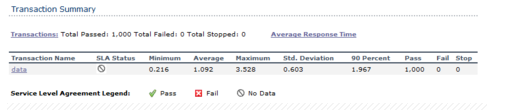 Transaction Summary
Transactions: Total Passed: 1,000 Total Failed: 0 Total Stopped: 0 Average Response Time
Transaction Name SLA Status Minimum Average Maximum Std. Deviation 90 Percent Pass Fail Stop
data 0.216 1.092 3.528 0.603 1.967 1,000 0 0
Service Level Agreement Legend: Pass Fail No Data